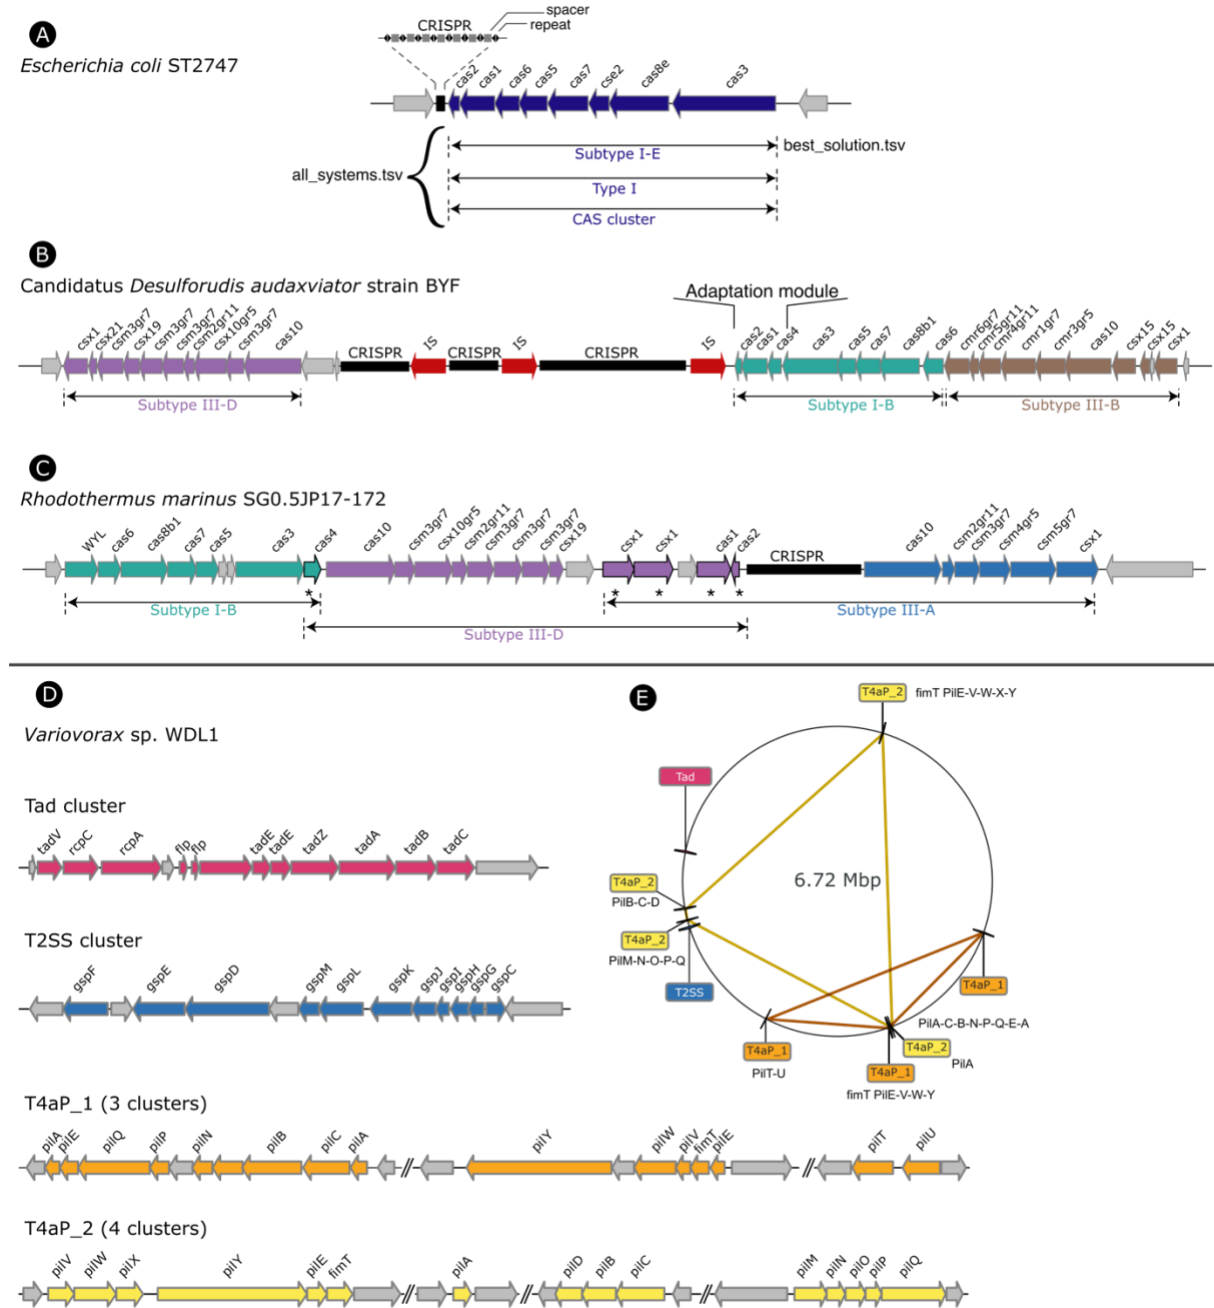 A
Escherichia coli ST2747
CRISPR
spacer
repeat
cas2 cas1 cas6 cas5 cas7 cse2 cas8e cas3
all_systems.tsv
Subtype I-E
best_solution.tsv
Type I
CAS cluster
B
Candidatus Desulforudis audaxviator strain BYF
Adaptation module
csx1 csx21 csm3gr7 csx19 csm3gr7 csm3gr7 csm2gr11 csx10gr5 csm3gr7 cas10
CRISPR IS CRISPR IS CRISPR IS
cas2 cas1 cas4 cas3 cas5 cas7 cas8b1 cas6
cmr6gr7 cmr5gr11 cmr4gr11 cmr1gr7 cmr3gr5 cas10 csx15 csx15 csx1
Subtype III-D
Subtype I-B
Subtype III-B
C
Rhodothermus marinus SG0.5JP17-172
WYL cas6 cas8b1 cas7 cas5 cas3 cas4
cas10 csm3gr7 csx10gr5 csm2gr11 csm3gr7 csm3gr7 csm3gr7 csx19
csx1 csx1 cas1 cas2
CRISPR
cas10 csm2gr11 csm3gr7 csm4gr5 csm5gr7 csx1
* * * * *
Subtype I-B
Subtype III-A
Subtype III-D
D
Variovorax sp. WDL1
Tad cluster
tadV rcpC rcpA flp flp tadE tadE tadZ tadA tadB tadC
T2SS cluster
gspF gspE gspD gspM gspL gspK gspJ gspI gspH gspG gspC
T4aP_1 (3 clusters)
pilA pilE pilQ pilP pilN pilB pilC pilA
//
pilY pilW pilV fimT pilE
//
pilT pilU
T4aP_2 (4 clusters)
pilV pilW pilX pilY pilE fimT
//
pilA
//
pilD pilB pilC
//
pilM pilN pilO pilP pilQ
E
T4aP_2 fimT PilE-V-W-X-Y
Tad
6.72 Mbp
T4aP_2
PilB-C-D
T4aP_2
PilM-N-O-P-Q
T2SS
T4aP_1
PilA-C-B-N-P-Q-E-A
T4aP_1
PilT-U
T4aP_2
PilA
T4aP_1
fimT PilE-V-W-Y